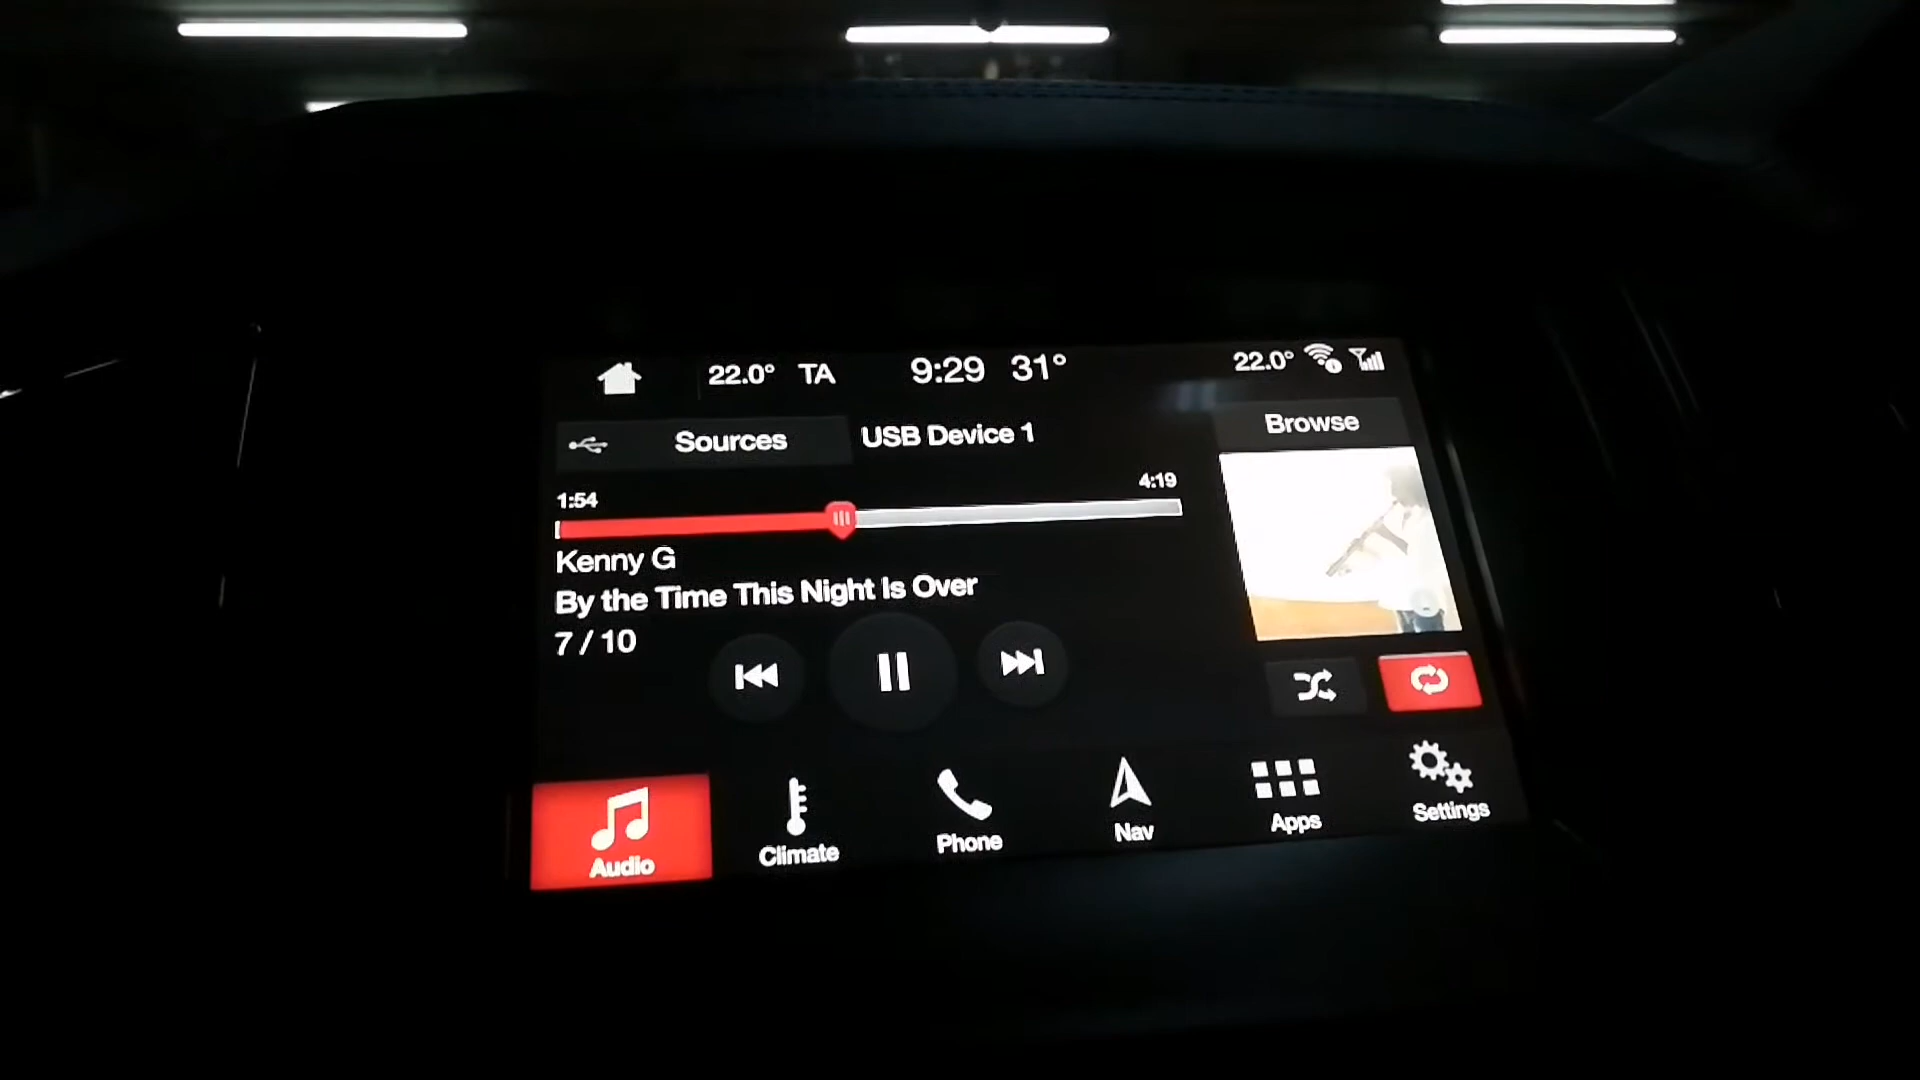 22.0° TA 9:29 31° 22.0°
Sources USB Device 1 Browse
1:54 4:19
Kenny G
By the Time This Night Is Over
7 / 10
Audio Climate Phone Nav Apps Settings